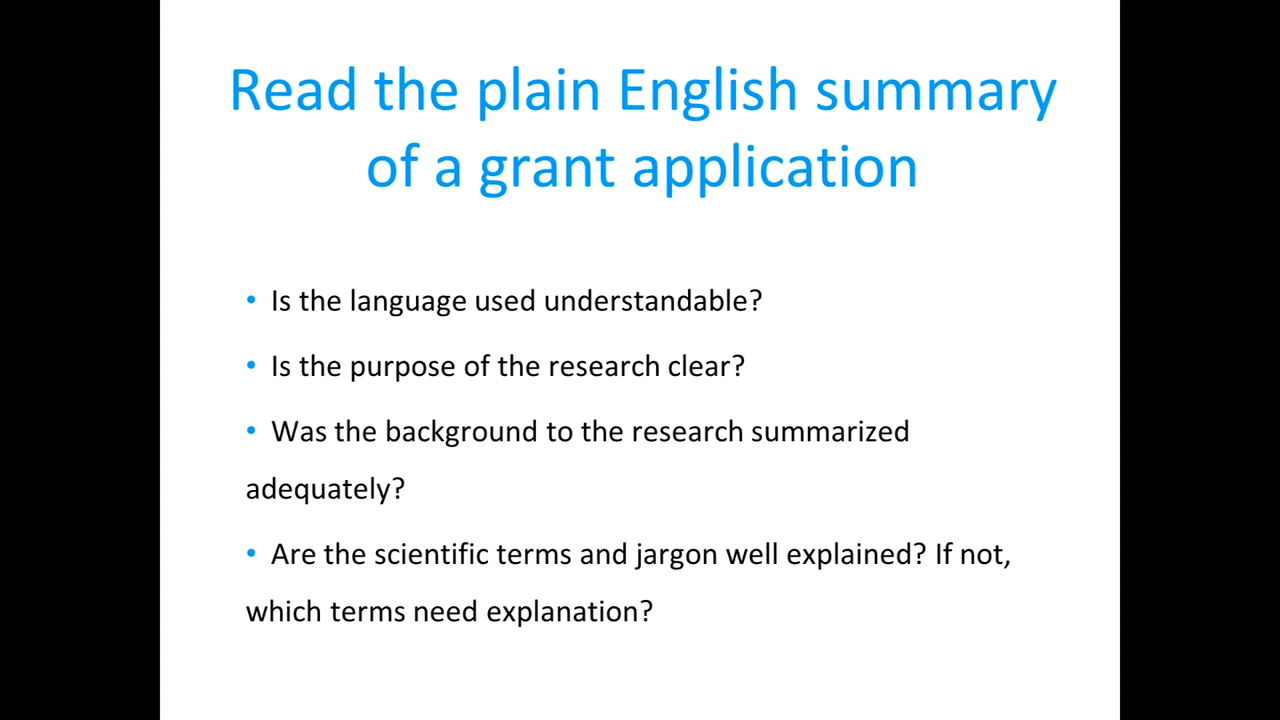 Read the plain English summary
of a grant application
• Is the language used understandable?
• Is the purpose of the research clear?
• Was the background to the research summarized
adequately?
• Are the scientific terms and jargon well explained? If not,
which terms need explanation?